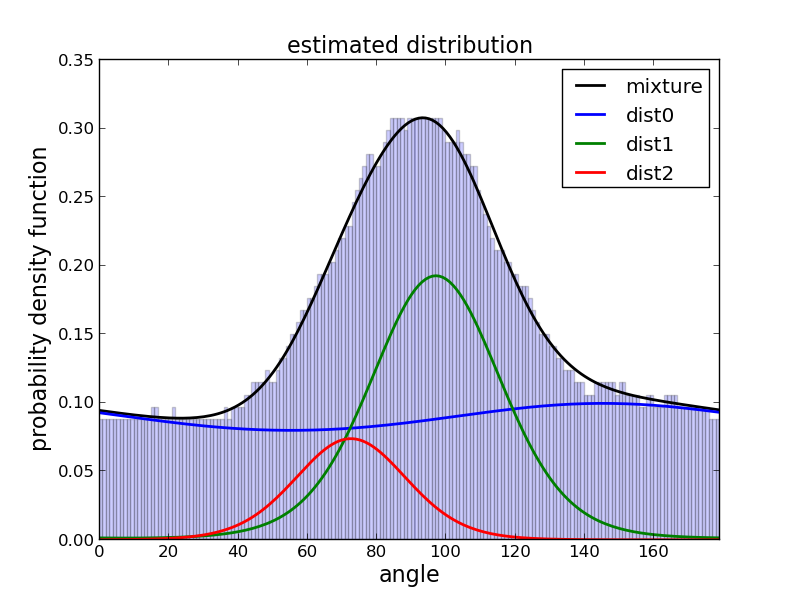 estimated distribution
mixture
dist0
dist1
dist2
probability density function
0.35
0.30
0.25
0.20
0.15
0.10
0.05
0.00
0 20 40 60 80 100 120 140 160
angle